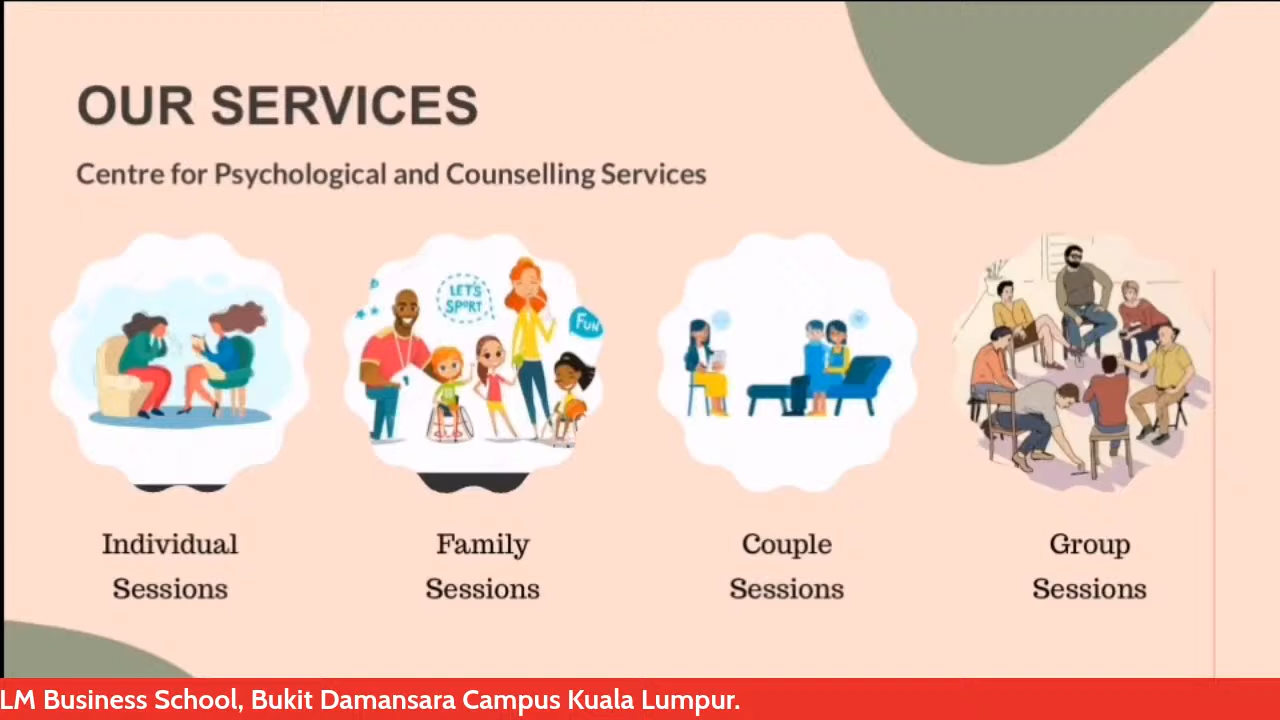 OUR SERVICES
Centre for Psychological and Counselling Services
LET'S
SPORT
FUN
Individual
Sessions
Family
Sessions
Couple
Sessions
Group
Sessions
LM Business School, Bukit Damansara Campus Kuala Lumpur.